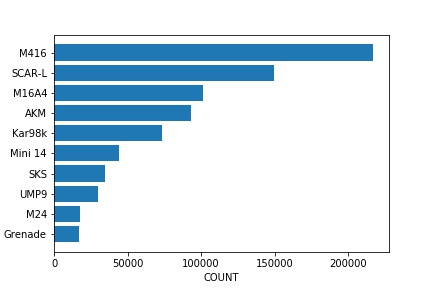 M416
SCAR-L
M16A4
AKM
Kar98k
Mini 14
SKS
UMP9
M24
Grenade
0 50000 100000 150000 200000
COUNT